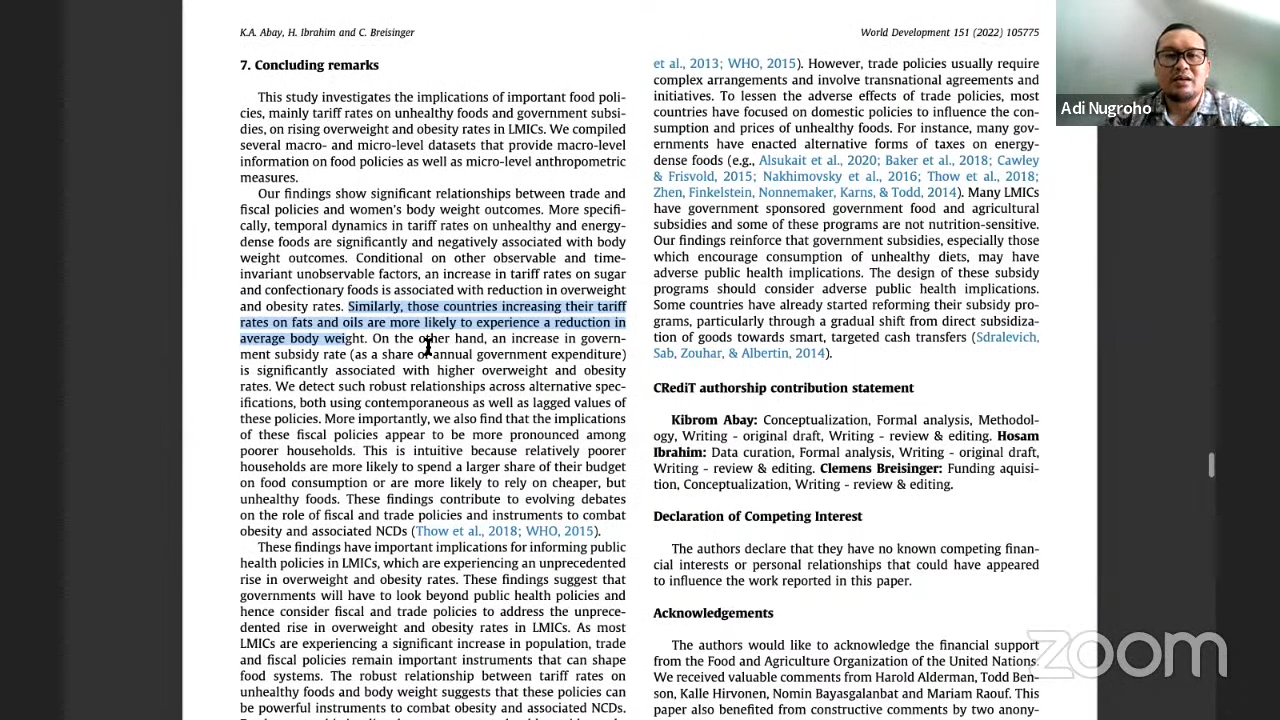 K.A. Abay, H. Ibrahim and C. Breisinger
World Development 151 (2022) 105775
7. Concluding remarks
This study investigates the implications of important food poli-
cies, mainly tariff rates on unhealthy foods and government subsi-
dies, on rising overweight and obesity rates in LMICs. We compiled
several macro- and micro-level datasets that provide macro-level
information on food policies as well as micro-level anthropometric
measures.
Our findings show significant relationships between trade and
fiscal policies and women's body weight outcomes. More specifi-
cally, temporal dynamics in tariff rates on unhealthy and energy-
dense foods are significantly and negatively associated with body
weight outcomes. Conditional on other observable and time-
invariant unobservable factors, an increase in tariff rates on sugar
and confectionary foods is associated with reduction in overweight
and obesity rates. Similarly, those countries increasing their tariff
rates on fats and oils are more likely to experience a reduction in
average body weight. On the other hand, an increase in govern-
ment subsidy rate (as a share of annual government expenditure)
is significantly associated with higher overweight and obesity
rates. We detect such robust relationships across alternative spec-
ifications, both using contemporaneous as well as lagged values of
these policies. More importantly, we also find that the implications
of these fiscal policies appear to be more pronounced among
poorer households. This is intuitive because relatively poorer
households are more likely to spend a larger share of their budget
on food consumption or are more likely to rely on cheaper, but
unhealthy foods. These findings contribute to evolving debates
on the role of fiscal and trade policies and instruments to combat
obesity and associated NCDs (Thow et al., 2018; WHO, 2015).
These findings have important implications for informing public
health policies in LMICs, which are experiencing an unprecedented
rise in overweight and obesity rates. These findings suggest that
governments will have to look beyond public health policies and
hence consider fiscal and trade policies to address the unprece-
dented rise in overweight and obesity rates in LMICs. As most
LMICs are experiencing a significant increase in population, trade
and fiscal policies remain important instruments that can shape
food systems. The robust relationship between tariff rates on
unhealthy foods and body weight suggests that these policies can
be powerful instruments to combat obesity and associated NCDs.
et al., 2013; WHO, 2015). However, trade policies usually require
complex arrangements and involve transnational agreements and
initiatives. To lessen the adverse effects of trade policies, most
countries have focused on domestic policies to influence the con-
sumption and prices of unhealthy foods. For instance, many gov-
ernments have enacted alternative forms of taxes on energy-
dense foods (e.g., Alsukait et al., 2020; Baker et al., 2018; Cawley
& Frisvold, 2015; Nakhimovsky et al., 2016; Thow et al., 2018;
Zhen, Finkelstein, Nonnemaker, Karns, & Todd, 2014). Many LMICs
have government sponsored government food and agricultural
subsidies and some of these programs are not nutrition-sensitive.
Our findings reinforce that government subsidies, especially those
which encourage consumption of unhealthy diets, may have
adverse public health implications. The design of these subsidy
programs should consider adverse public health implications.
Some countries have already started reforming their subsidy pro-
grams, particularly through a gradual shift from direct subsidiza-
tion of goods towards smart, targeted cash transfers (Sdralevich,
Sab, Zouhar, & Albertin, 2014).
CRediT authorship contribution statement
Kibrom Abay: Conceptualization, Formal analysis, Methodol-
ogy, Writing - original draft, Writing - review & editing. Hosam
Ibrahim: Data curation, Formal analysis, Writing - original draft,
Writing - review & editing. Clemens Breisinger: Funding aquisi-
tion, Conceptualization, Writing - review & editing.
Declaration of Competing Interest
The authors declare that they have no known competing finan-
cial interests or personal relationships that could have appeared
to influence the work reported in this paper.
Acknowledgements
The authors would like to acknowledge the financial support
from the Food and Agriculture Organization of the United Nations.
We received valuable comments from Harold Alderman, Todd Ben-
son, Kalle Hirvonen, Nomin Bayasgalanbat and Mariam Raouf. This
paper also benefited from constructive comments by two anony-
Adi Nugroho
zoom